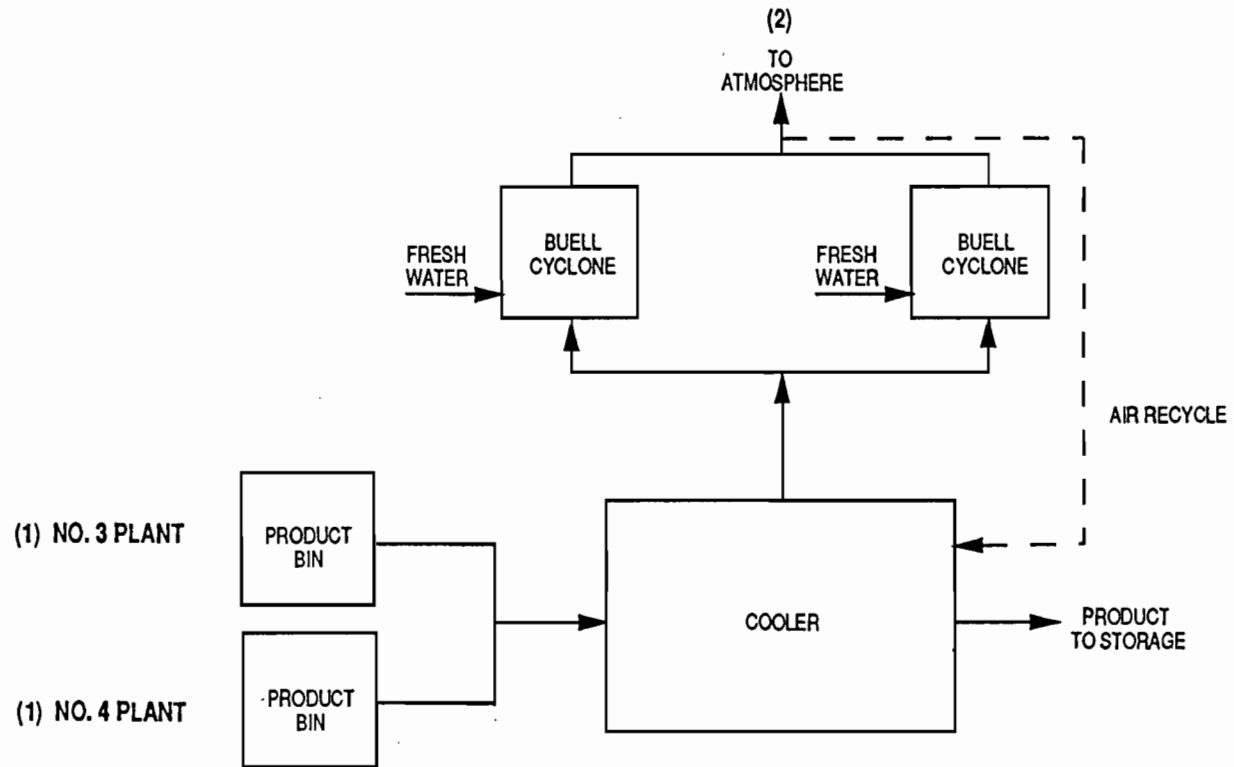 (2)
TO
ATMOSPHERE
BUELL
CYCLONE
BUELL
CYCLONE
FRESH
WATER
FRESH
WATER
AIR RECYCLE
(1) NO. 3 PLANT
PRODUCT
BIN
COOLER
PRODUCT
TO STORAGE
(1) NO. 4 PLANT
PRODUCT
BIN